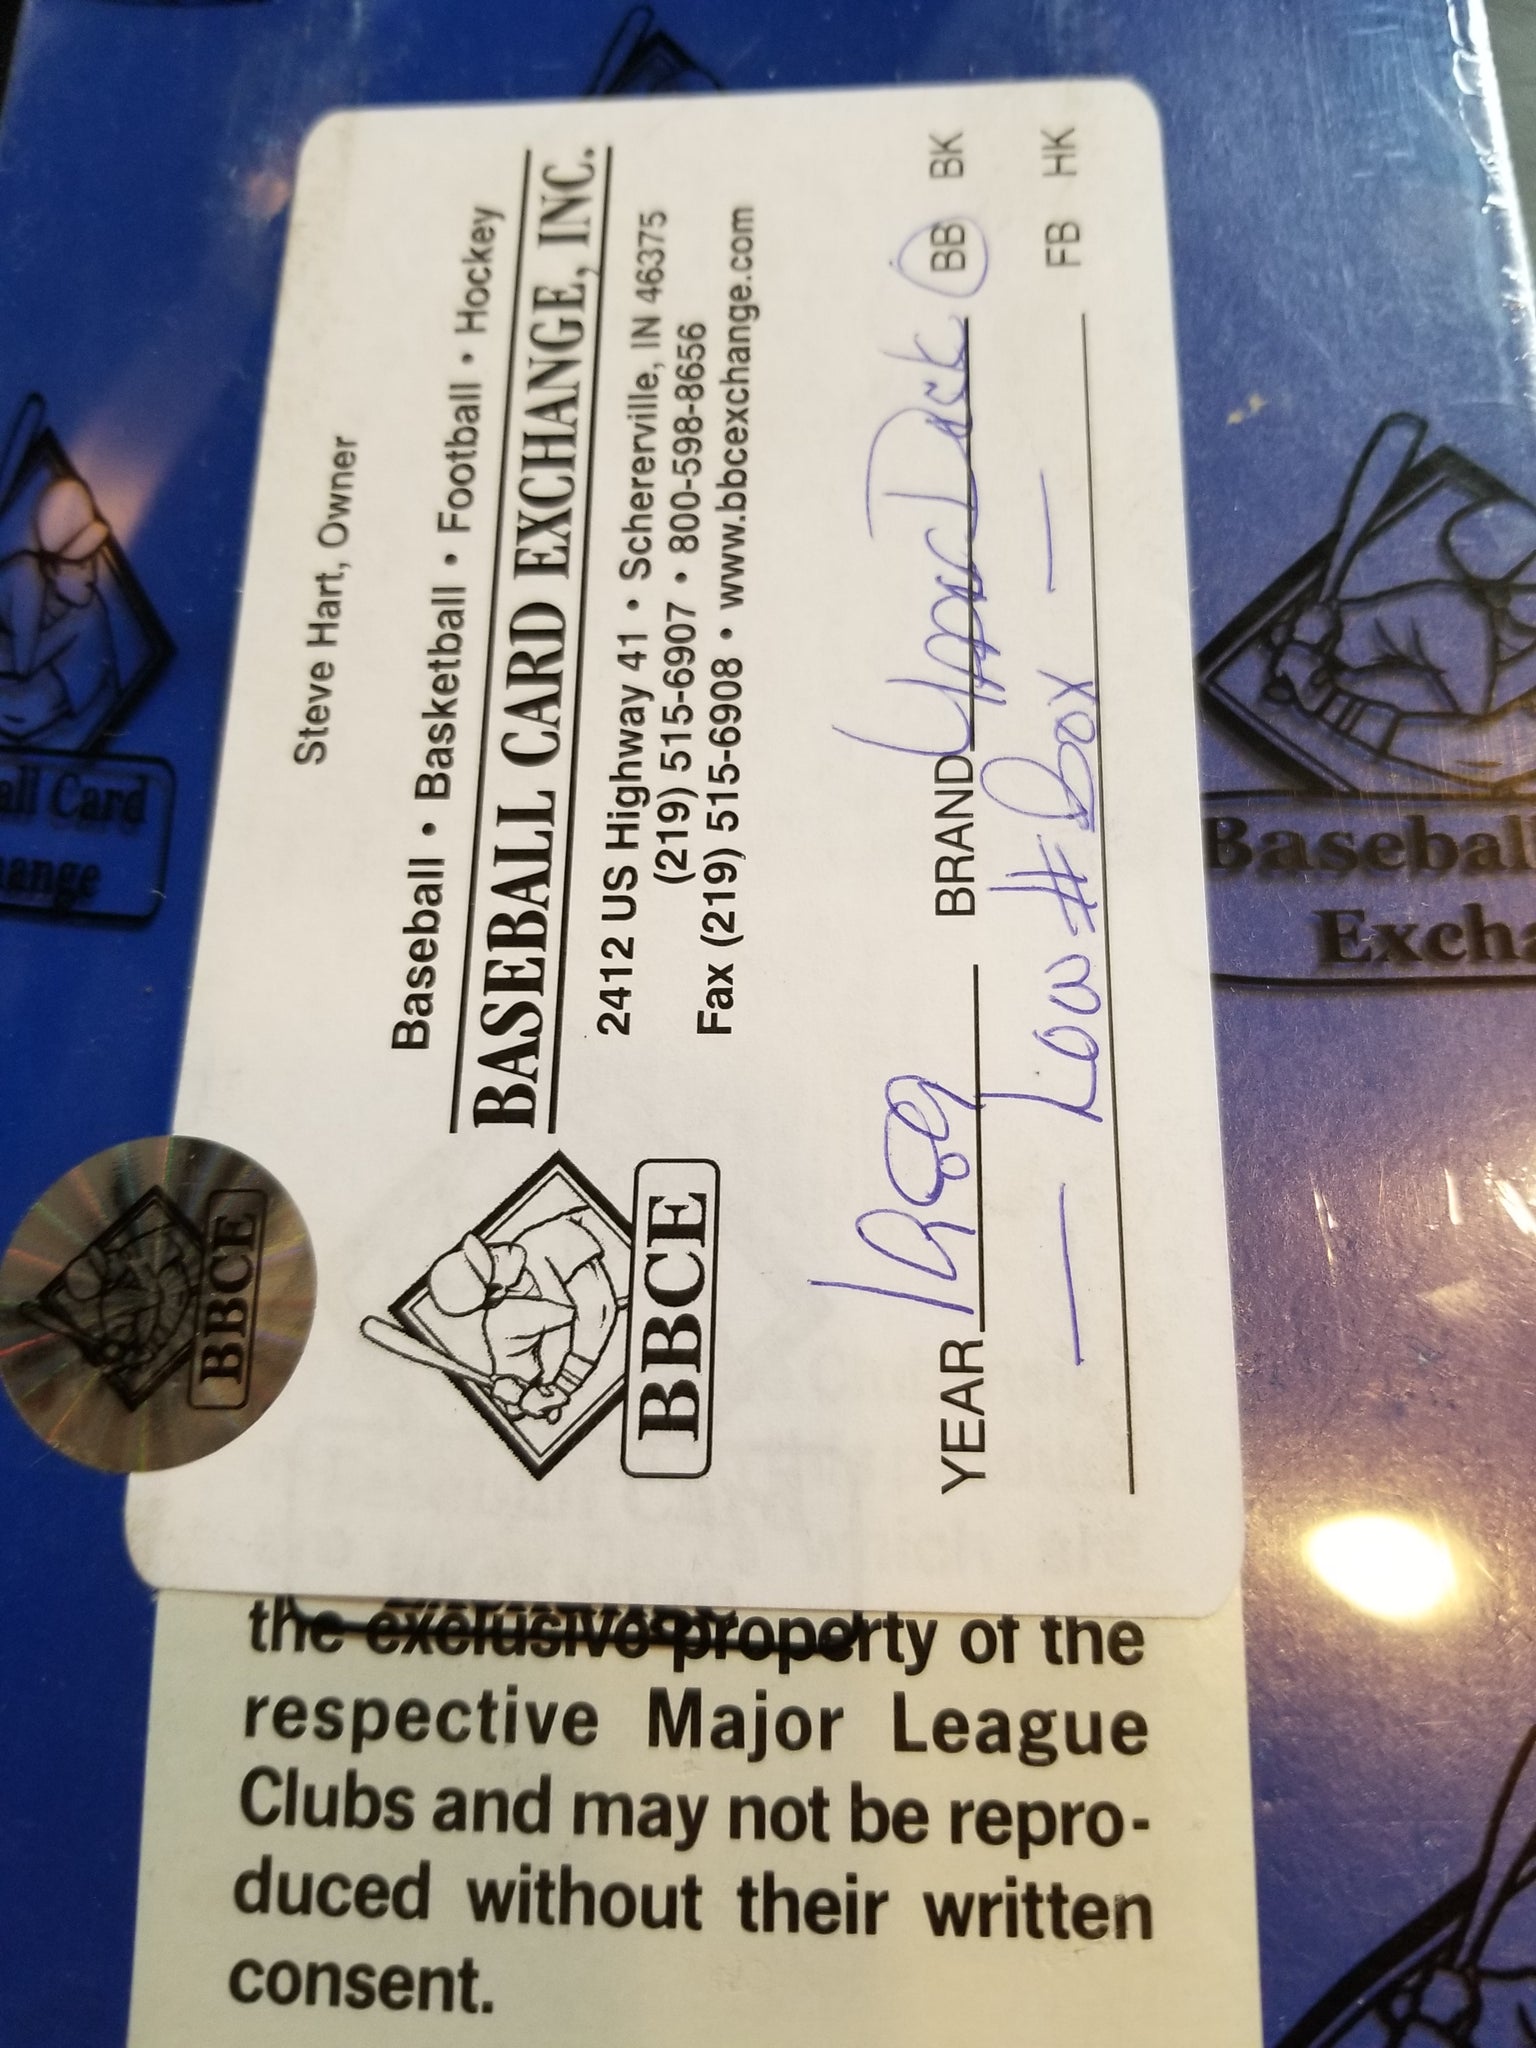 Steve Hart, Owner
Baseball • Basketball • Football • Hockey
BASEBALL CARD EXCHANGE, INC.
2412 US Highway 41 • Schererville, IN 46375
(219) 515-6907 • 800-598-8656
Fax (219) 515-6908 • www.bbcexchange.com
BBCE
BBCE
YEAR 1989 BRAND Upper Deck BB BK
— Low # Box — FB HK
the exclusive property of the
respective Major League
Clubs and may not be repro-
duced without their written
consent.
all Card
ange
Baseball
Excha